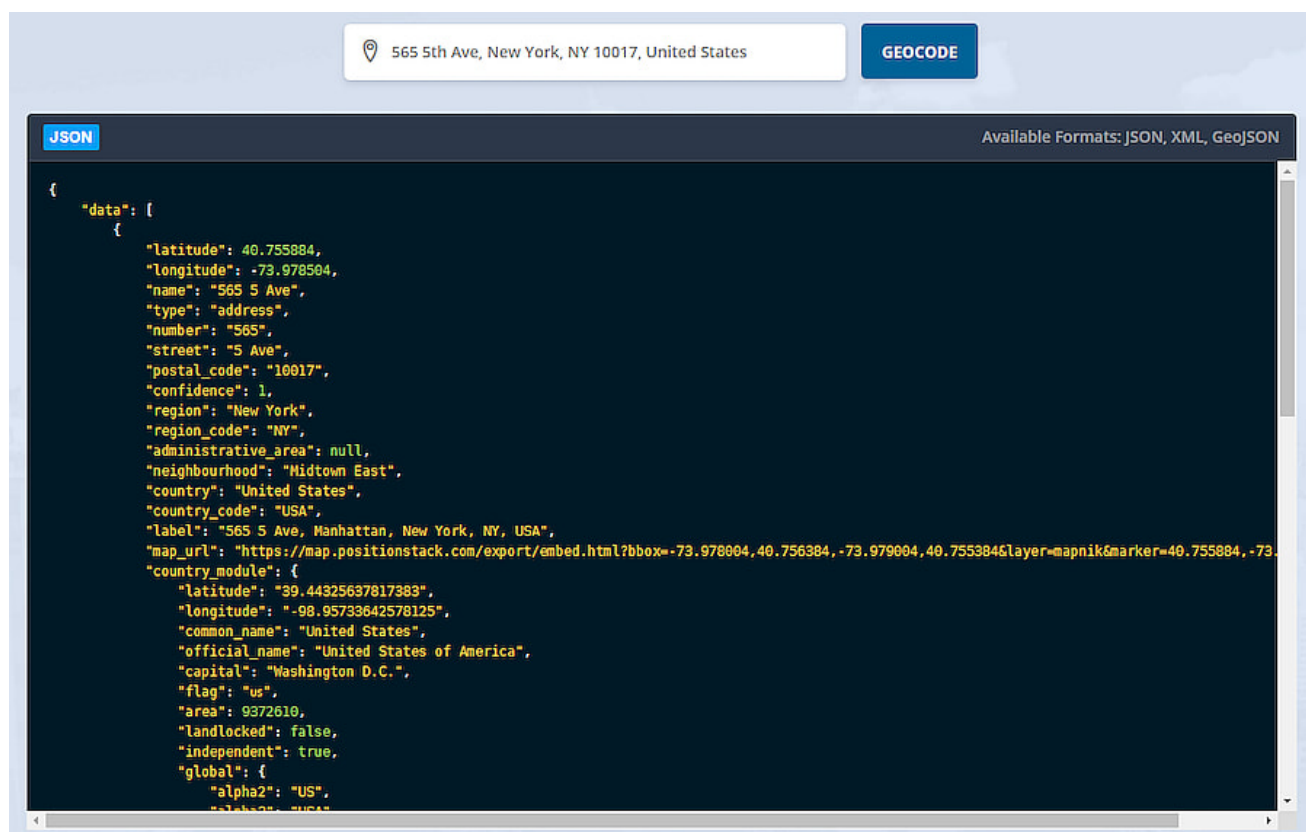 565 5th Ave, New York, NY 10017, United States
GEOCODE
JSON
Available Formats: JSON, XML, GeoJSON
{
"data": [
{
"latitude": 40.755884,
"longitude": -73.978504,
"name": "565 5 Ave",
"type": "address",
"number": "565",
"street": "5 Ave",
"postal_code": "10017",
"confidence": 1,
"region": "New York",
"region_code": "NY",
"administrative_area": null,
"neighbourhood": "Midtown East",
"country": "United States",
"country_code": "USA",
"label": "565 5 Ave, Manhattan, New York, NY, USA",
"map_url": "https://map.positionstack.com/export/embed.html?bbox=-73.978004,40.756384,-73.979004,40.755384&layer=mapnik&marker=40.755884,-73.
"country_module": {
"latitude": "39.44325637817383",
"longitude": "-98.95733642578125",
"common_name": "United States",
"official_name": "United States of America",
"capital": "Washington D.C.",
"flag": "us",
"area": 9372610,
"landlocked": false,
"independent": true,
"global": {
"alpha2": "US",